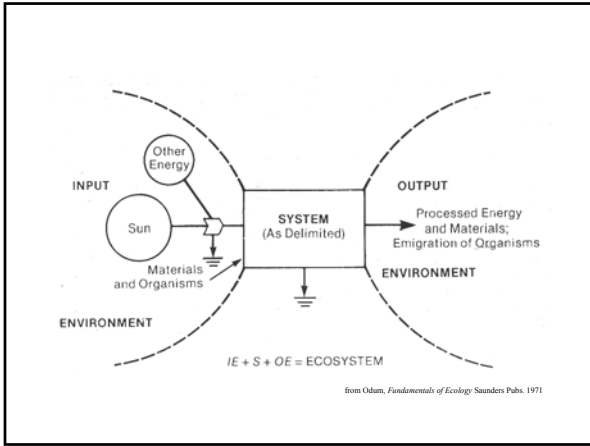 Other
Energy
INPUT
Sun
Materials
and Organisms
ENVIRONMENT
SYSTEM
(As Delimited)
OUTPUT
Processed Energy
and Materials;
Emigration of Organisms
ENVIRONMENT
IE + S + OE = ECOSYSTEM
from Odum, Fundamentals of Ecology Saunders Pubs. 1971